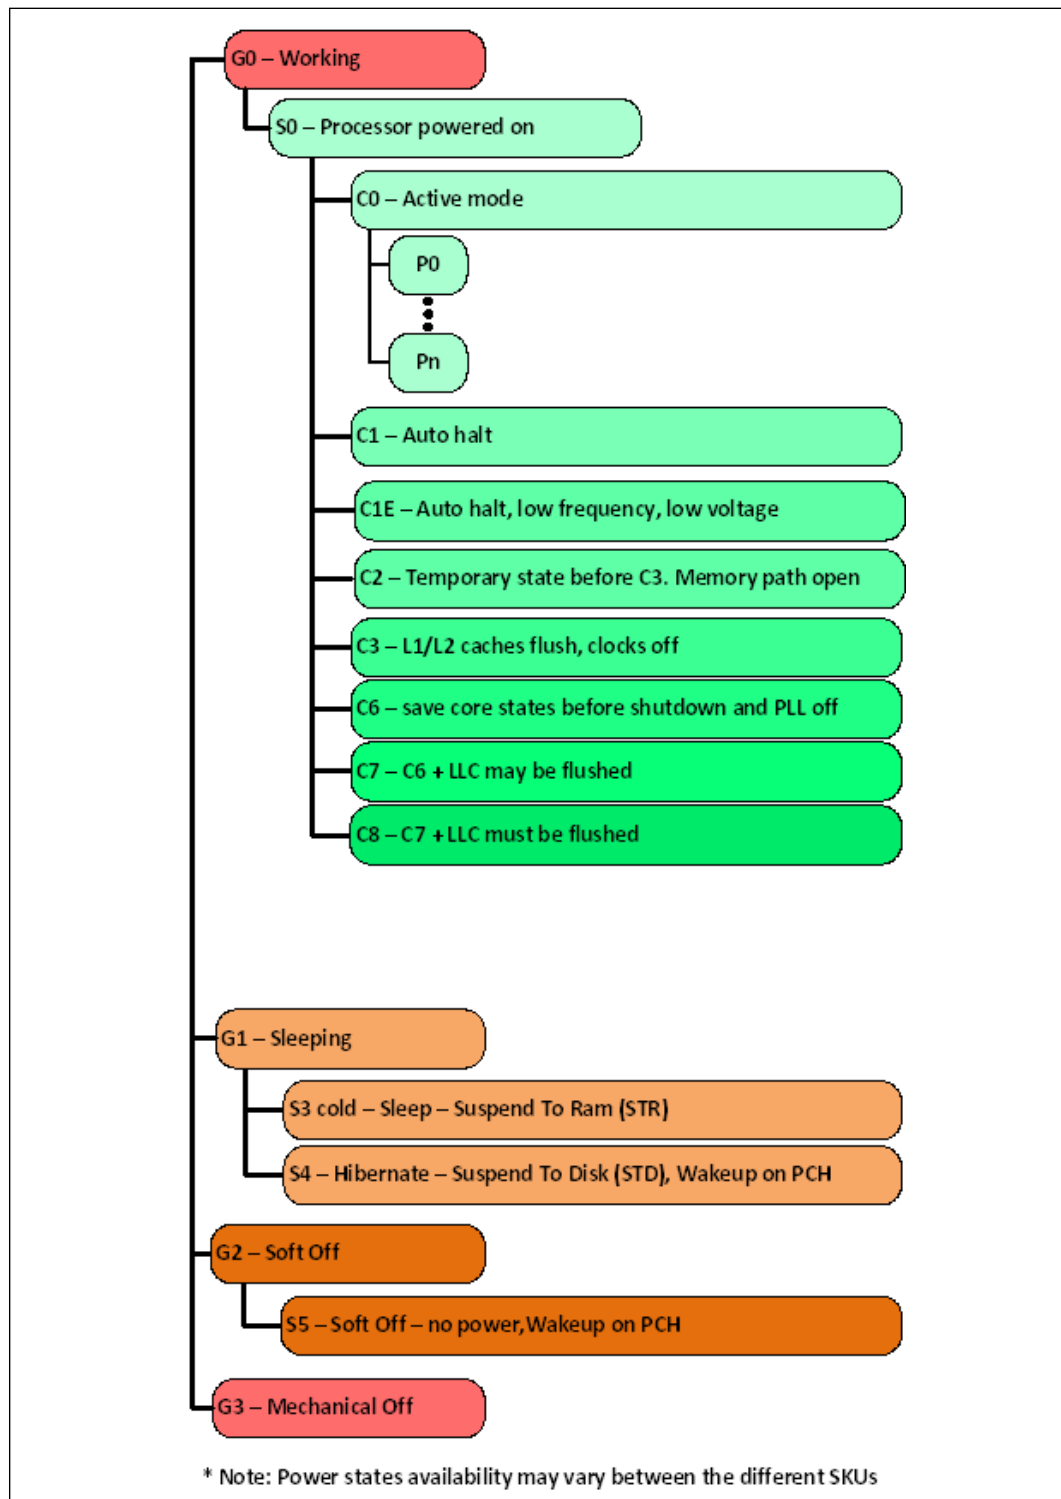 G0 – Working
S0 – Processor powered on
C0 – Active mode
P0
Pn
C1 – Auto halt
C1E – Auto halt, low frequency, low voltage
C2 – Temporary state before C3. Memory path open
C3 – L1/L2 caches flush, clocks off
C6 – save core states before shutdown and PLL off
C7 – C6 + LLC may be flushed
C8 – C7 + LLC must be flushed
G1 – Sleeping
S3 cold – Sleep – Suspend To Ram (STR)
S4 – Hibernate – Suspend To Disk (STD), Wakeup on PCH
G2 – Soft Off
S5 – Soft Off – no power,Wakeup on PCH
G3 – Mechanical Off
* Note: Power states availability may vary between the different SKUs